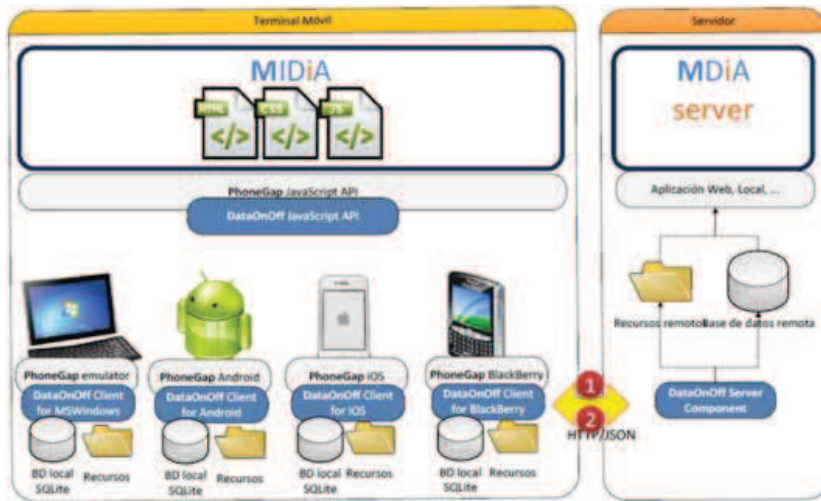 Terminal Móvil
MIDiA
HTML
CSS
JS
</>
</>
</>
PhoneGap JavaScript API
DataOnOff JavaScript API
PhoneGap emulator
DataOnOff Client
for MSWindows
BD local
SQLite
Recursos
PhoneGap Android
DataOnOff Client
for Android
BD local
SQLite
Recursos
PhoneGap iOS
DataOnOff Client
for iOS
BD local
SQLite
Recursos
PhoneGap BlackBerry
DataOnOff Client
for BlackBerry
BD local
SQLite
Recursos
1
2
HTTP/JSON
Servidor
MDiA
server
Aplicación Web, Local, ...
Recursos remotos
Base de datos remota
DataOnOff Server
Component